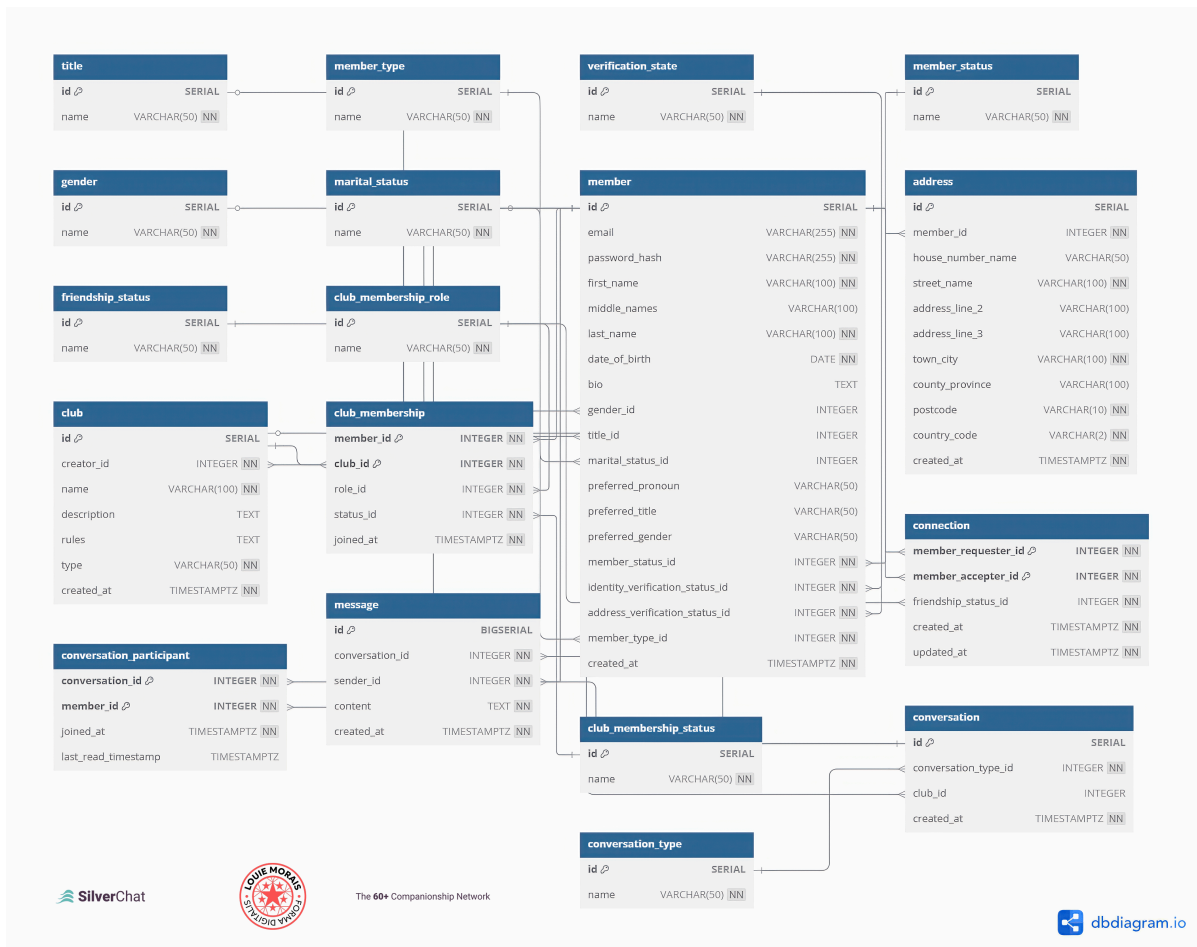 title
id SERIAL
name VARCHAR(50) NN
member_type
id SERIAL
name VARCHAR(50) NN
verification_state
id SERIAL
name VARCHAR(50) NN
member_status
id SERIAL
name VARCHAR(50) NN
gender
id SERIAL
name VARCHAR(50) NN
marital_status
id SERIAL
name VARCHAR(50) NN
member
id SERIAL
email VARCHAR(255) NN
password_hash VARCHAR(255) NN
first_name VARCHAR(100) NN
middle_names VARCHAR(100)
last_name VARCHAR(100) NN
date_of_birth DATE NN
bio TEXT
gender_id INTEGER
title_id INTEGER
marital_status_id INTEGER
preferred_pronoun VARCHAR(50)
preferred_title VARCHAR(50)
preferred_gender VARCHAR(50)
member_status_id INTEGER NN
identity_verification_status_id INTEGER NN
address_verification_status_id INTEGER NN
member_type_id INTEGER NN
created_at TIMESTAMPTZ NN
address
id SERIAL
member_id INTEGER NN
house_number_name VARCHAR(50)
street_name VARCHAR(100) NN
address_line_2 VARCHAR(100)
address_line_3 VARCHAR(100)
town_city VARCHAR(100) NN
county_province VARCHAR(100)
postcode VARCHAR(10) NN
country_code VARCHAR(2) NN
created_at TIMESTAMPTZ NN
friendship_status
id SERIAL
name VARCHAR(50) NN
club_membership_role
id SERIAL
name VARCHAR(50) NN
club
id SERIAL
creator_id INTEGER NN
name VARCHAR(100) NN
description TEXT
rules TEXT
type VARCHAR(50) NN
created_at TIMESTAMPTZ NN
club_membership
member_id INTEGER NN
club_id INTEGER NN
role_id INTEGER NN
status_id INTEGER NN
joined_at TIMESTAMPTZ NN
connection
member_requester_id INTEGER NN
member_accepter_id INTEGER NN
friendship_status_id INTEGER NN
created_at TIMESTAMPTZ NN
updated_at TIMESTAMPTZ NN
message
id BIGSERIAL
conversation_id INTEGER NN
sender_id INTEGER NN
content TEXT NN
created_at TIMESTAMPTZ NN
conversation_participant
conversation_id INTEGER NN
member_id INTEGER NN
joined_at TIMESTAMPTZ NN
last_read_timestamp TIMESTAMPTZ
club_membership_status
id SERIAL
name VARCHAR(50) NN
conversation
id SERIAL
conversation_type_id INTEGER NN
club_id INTEGER
created_at TIMESTAMPTZ NN
conversation_type
id SERIAL
name VARCHAR(50) NN
SilverChat
LOUIE MORAIS
FORMA DIGITALIS
The 60+ Companionship Network
dbdiagram.io